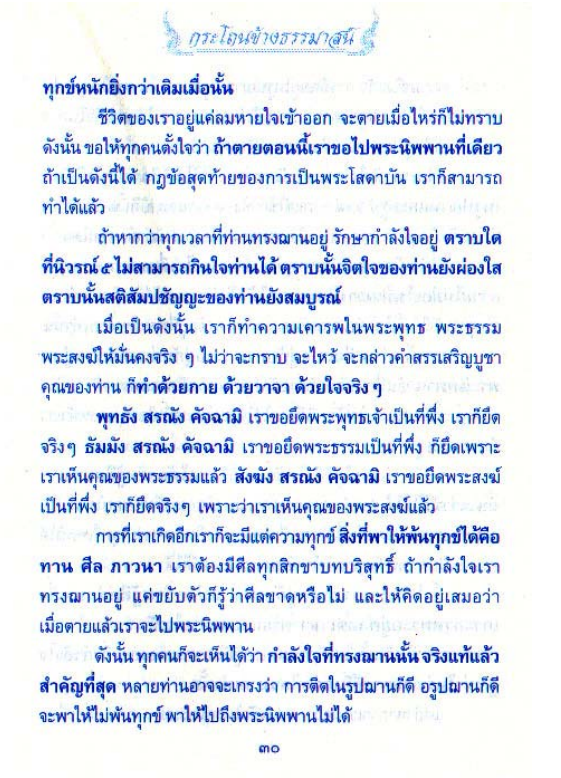 กระโถนข้างธรรมาสน์
ทุกข์หนักยิ่งกว่าเดิมเมื่อนั้น
ชีวิตของเราอยู่แค่ลมหายใจเข้าออก จะตายเมื่อไหร่ก็ไม่ทราบ
ดังนั้น ขอให้ทุกคนตั้งใจว่า ถ้าตายตอนนี้เราขอไปพระนิพพานที่เดียว
ถ้าเป็นดังนี้ได้ กฎข้อสุดท้ายของการเป็นพระโสดาบัน เราก็สามารถ
ทำได้แล้ว
ถ้าหากว่าทุกเวลาที่ท่านทรงฌานอยู่ รักษากำลังใจอยู่ ตราบใด
ที่นิวรณ์ ๕ ไม่สามารถกินใจท่านได้ ตราบนั้นจิตใจของท่านยังผ่องใส
ตราบนั้นสติสัมปชัญญะของท่านยังสมบูรณ์
เมื่อเป็นดังนั้น เราก็ทำความเคารพในพระพุทธ พระธรรม
พระสงฆ์ให้มั่นคงจริง ๆ ไม่ว่าจะกราบ จะไหว้ จะกล่าวคำสรรเสริญบูชา
คุณของท่าน ก็ทำด้วยกาย ด้วยวาจา ด้วยใจจริง ๆ
พุทธัง สรณัง คัจฉามิ เราขอยึดพระพุทธเจ้าเป็นที่พึ่ง เราก็ยึด
จริงๆ ธัมมัง สรณัง คัจฉามิ เราขอยึดพระธรรมเป็นที่พึ่ง ก็ยึดเพราะ
เราเห็นคุณของพระธรรมแล้ว สังฆัง สรณัง คัจฉามิ เราขอยึดพระสงฆ์
เป็นที่พึ่ง เราก็ยึดจริงๆ เพราะว่าเราเห็นคุณของพระสงฆ์แล้ว
การที่เราเกิดอีกเราก็จะมีแต่ความทุกข์ สิ่งที่พาให้พ้นทุกข์ได้คือ
ทาน ศีล ภาวนา เราต้องมีศีลทุกสิกขาบทบริสุทธิ์ ถ้ากำลังใจเรา
ทรงฌานอยู่ แค่ขยับตัวก็รู้ว่าศีลขาดหรือไม่ และให้คิดอยู่เสมอว่า
เมื่อตายแล้วเราจะไปพระนิพพาน
ดังนั้น ทุกคนก็จะเห็นได้ว่า กำลังใจที่ทรงฌานนั้น จริงแท้แล้ว
สำคัญที่สุด หลายท่านอาจจะเกรงว่า การติดในรูปฌานก็ดี อรูปฌานก็ดี
จะพาให้ไม่พ้นทุกข์ พาให้ไปถึงพระนิพพานไม่ได้
๓๐